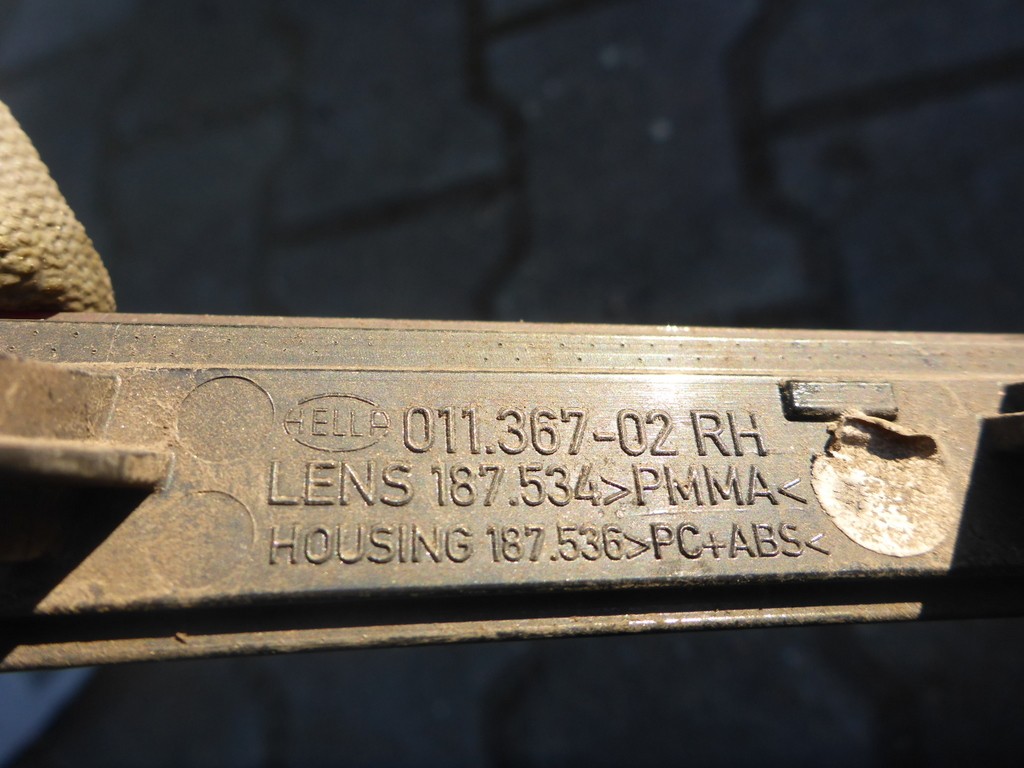 HELLA 011.367-02 RH
LENS 187.534>PMMA<
HOUSING 187.536>PC+ABS<